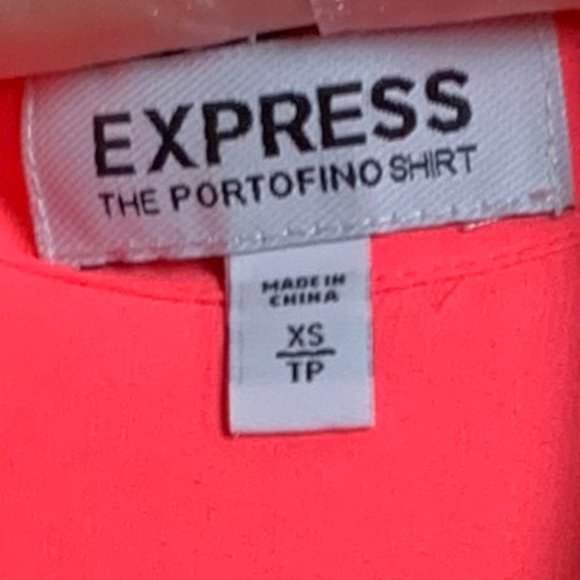 EXPRESS
THE PORTOFINO SHIRT
MADE IN
CHINA
XS
TP